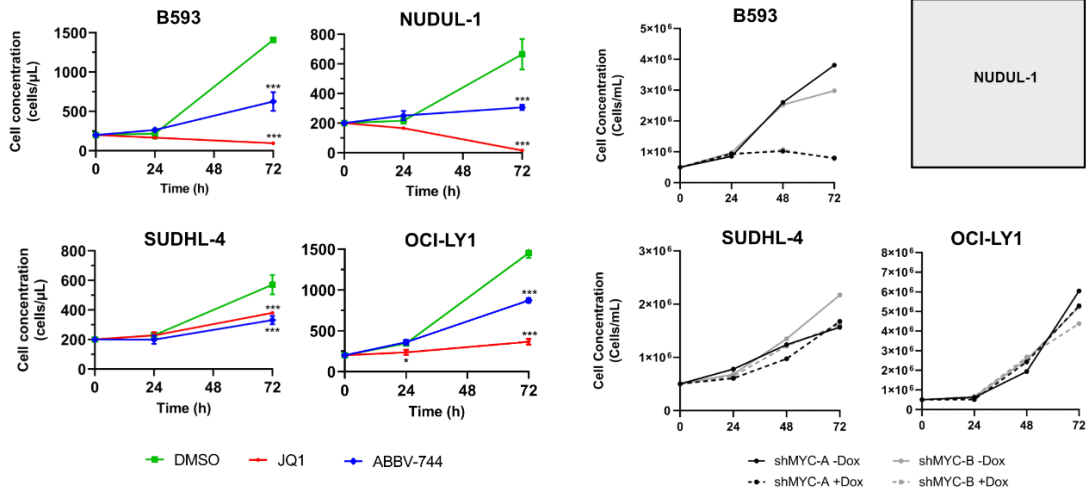 B593
Cell concentration
(cells/µL)
1500
1000
500
0
0 24 48 72
Time (h)
***
***
NUDUL-1
1000
800
600
400
200
0
0 24 48 72
Time (h)
***
***
SUDHL-4
Cell concentration
(cells/µL)
800
600
400
200
0
0 24 48 72
Time (h)
***
***
OCI-LY1
1500
1000
500
0
0 24 48 72
Time (h)
***
***
*
DMSO JQ1 ABBV-744
B593
Cell Concentration
(Cells/mL)
5×10⁶
4×10⁶
3×10⁶
2×10⁶
1×10⁶
0
0 24 48 72
NUDUL-1
SUDHL-4
Cell Concentration
(Cells/mL)
3×10⁶
2×10⁶
1×10⁶
0
0 24 48 72
OCI-LY1
8×10⁶
7×10⁶
6×10⁶
5×10⁶
4×10⁶
3×10⁶
2×10⁶
1×10⁶
0
0 24 48 72
shMYC-A -Dox shMYC-B -Dox
shMYC-A +Dox shMYC-B +Dox